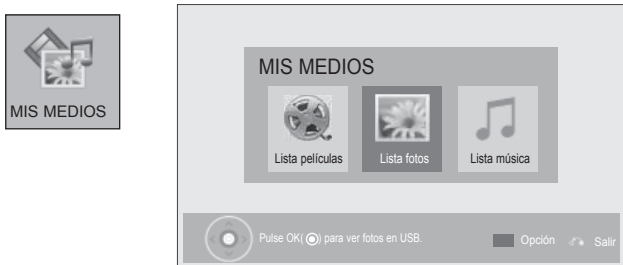 MIS MEDIOS
MIS MEDIOS
Lista películas
Lista fotos
Lista música
Pulse OK(◉) para ver fotos en USB.
Opción
Salir